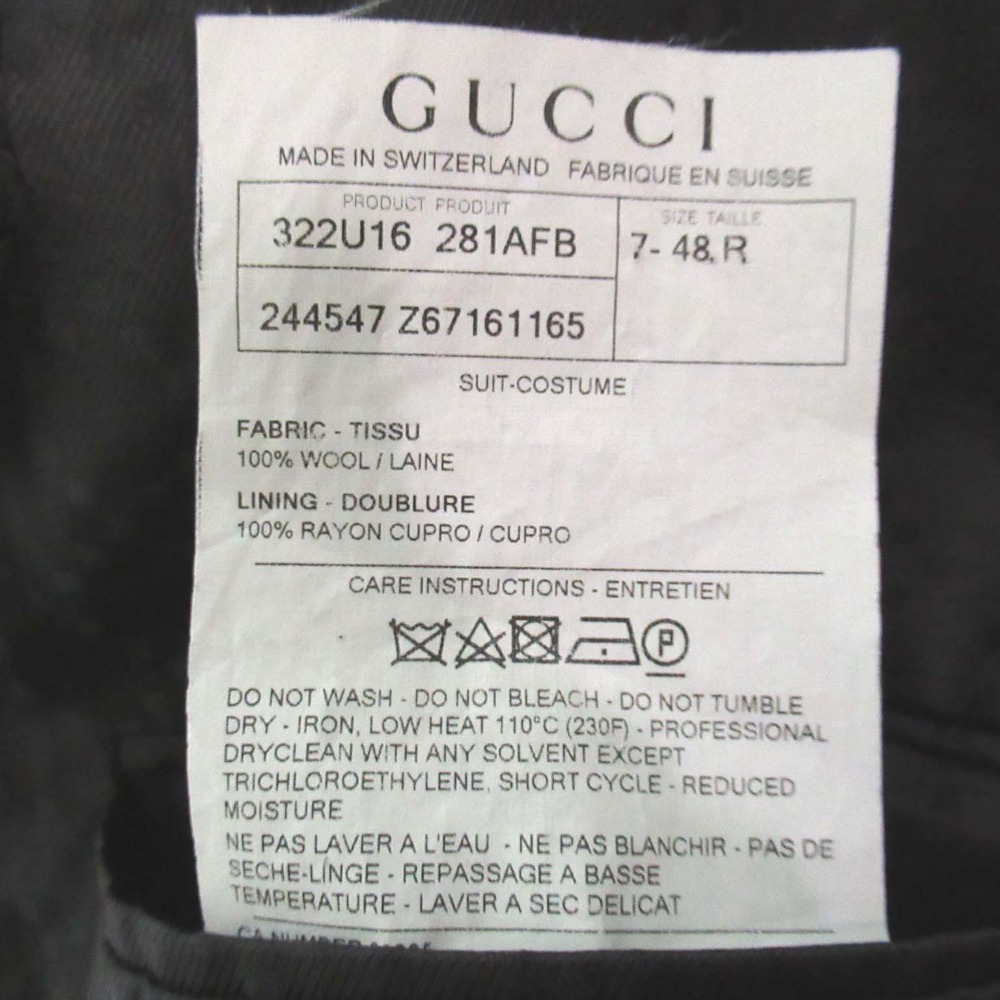 GUCCI
MADE IN SWITZERLAND FABRIQUE EN SUISSE
PRODUCT PRODUIT
SIZE TAILLE
322U16 281AFB
7- 48.R
244547 Z67161165
SUIT-COSTUME
FABRIC - TISSU
100% WOOL / LAINE
LINING - DOUBLURE
100% RAYON CUPRO / CUPRO
CARE INSTRUCTIONS - ENTRETIEN
P
DO NOT WASH - DO NOT BLEACH - DO NOT TUMBLE
DRY - IRON, LOW HEAT 110°C (230F) - PROFESSIONAL
DRYCLEAN WITH ANY SOLVENT EXCEPT
TRICHLOROETHYLENE, SHORT CYCLE - REDUCED
MOISTURE
NE PAS LAVER A L'EAU - NE PAS BLANCHIR - PAS DE
SECHE-LINGE - REPASSAGE A BASSE
TEMPERATURE - LAVER A SEC DELICAT
CA NUMBER